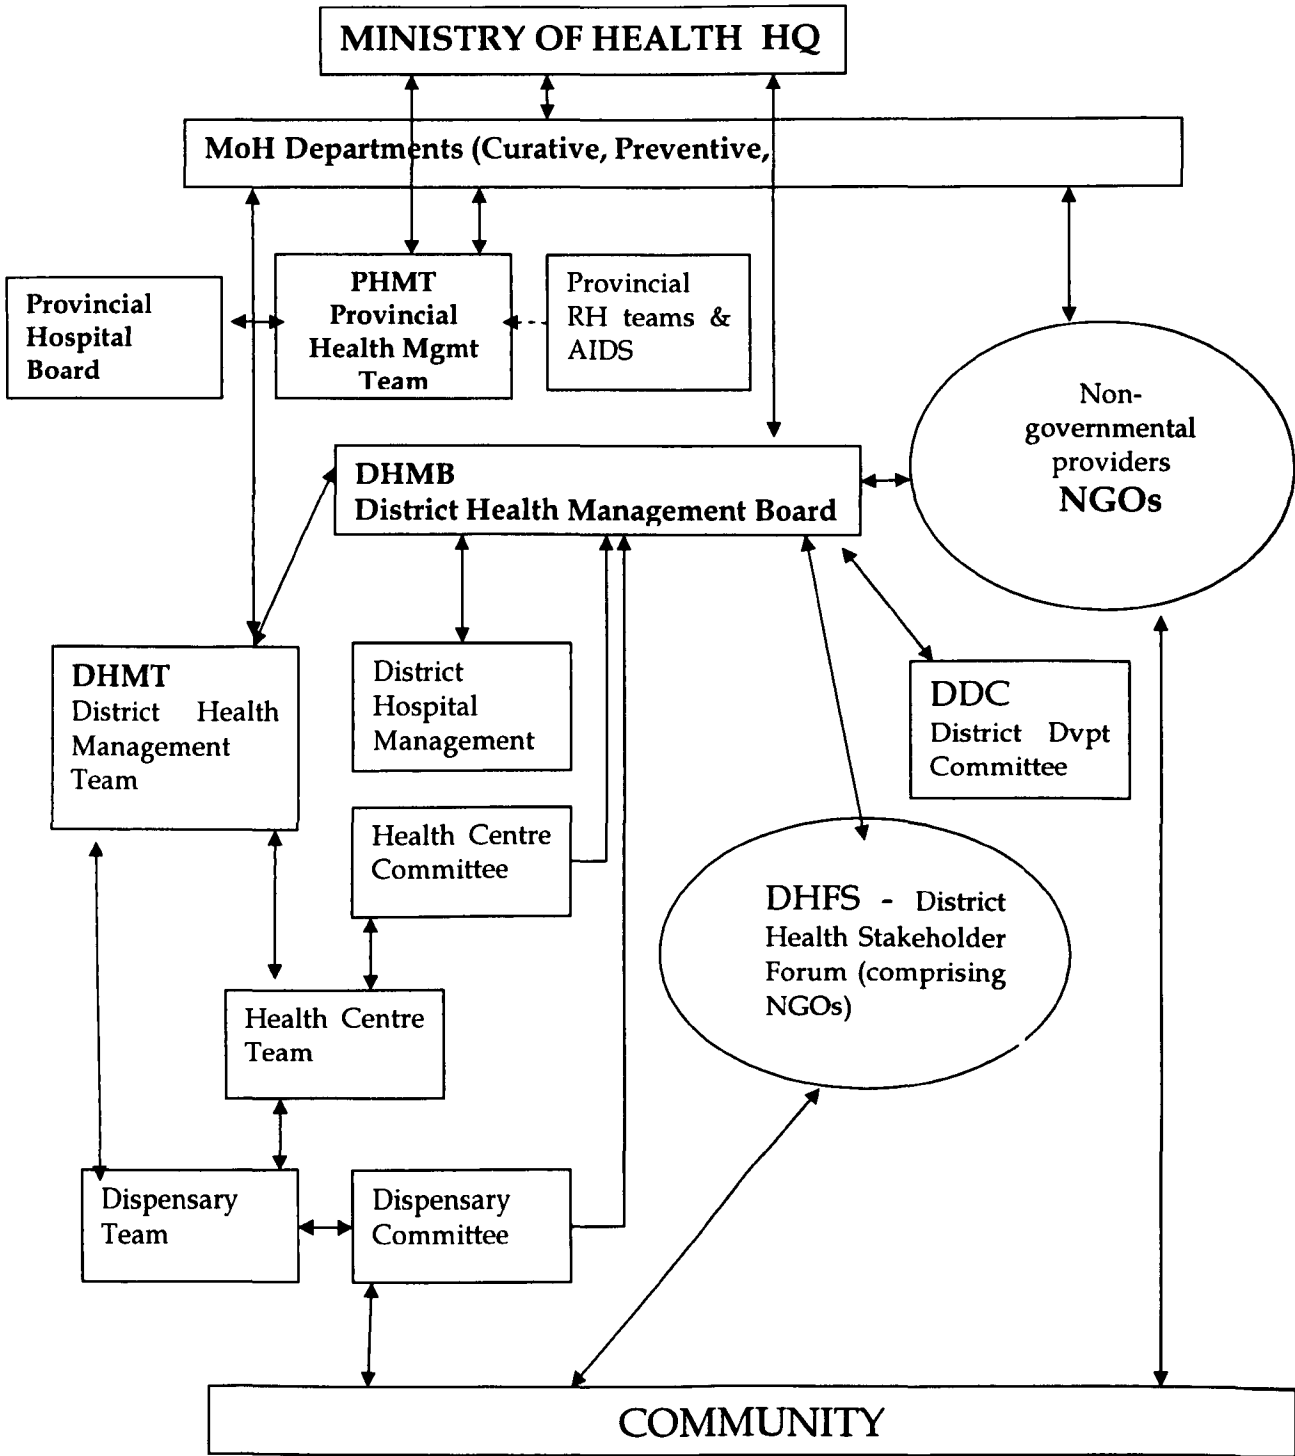 MINISTRY OF HEALTH HQ
MoH Departments (Curative, Preventive,
Provincial
Hospital
Board
PHMT
Provincial
Health Mgmt
Team
Provincial
RH teams &
AIDS
Non-
governmental
providers
NGOs
DHMB
District Health Management Board
DHMT
District Health
Management
Team
District
Hospital
Management
DDC
District Dvpt
Committee
Health Centre
Committee
DHFS - District
Health Stakeholder
Forum (comprising
NGOs)
Health Centre
Team
Dispensary
Team
Dispensary
Committee
COMMUNITY